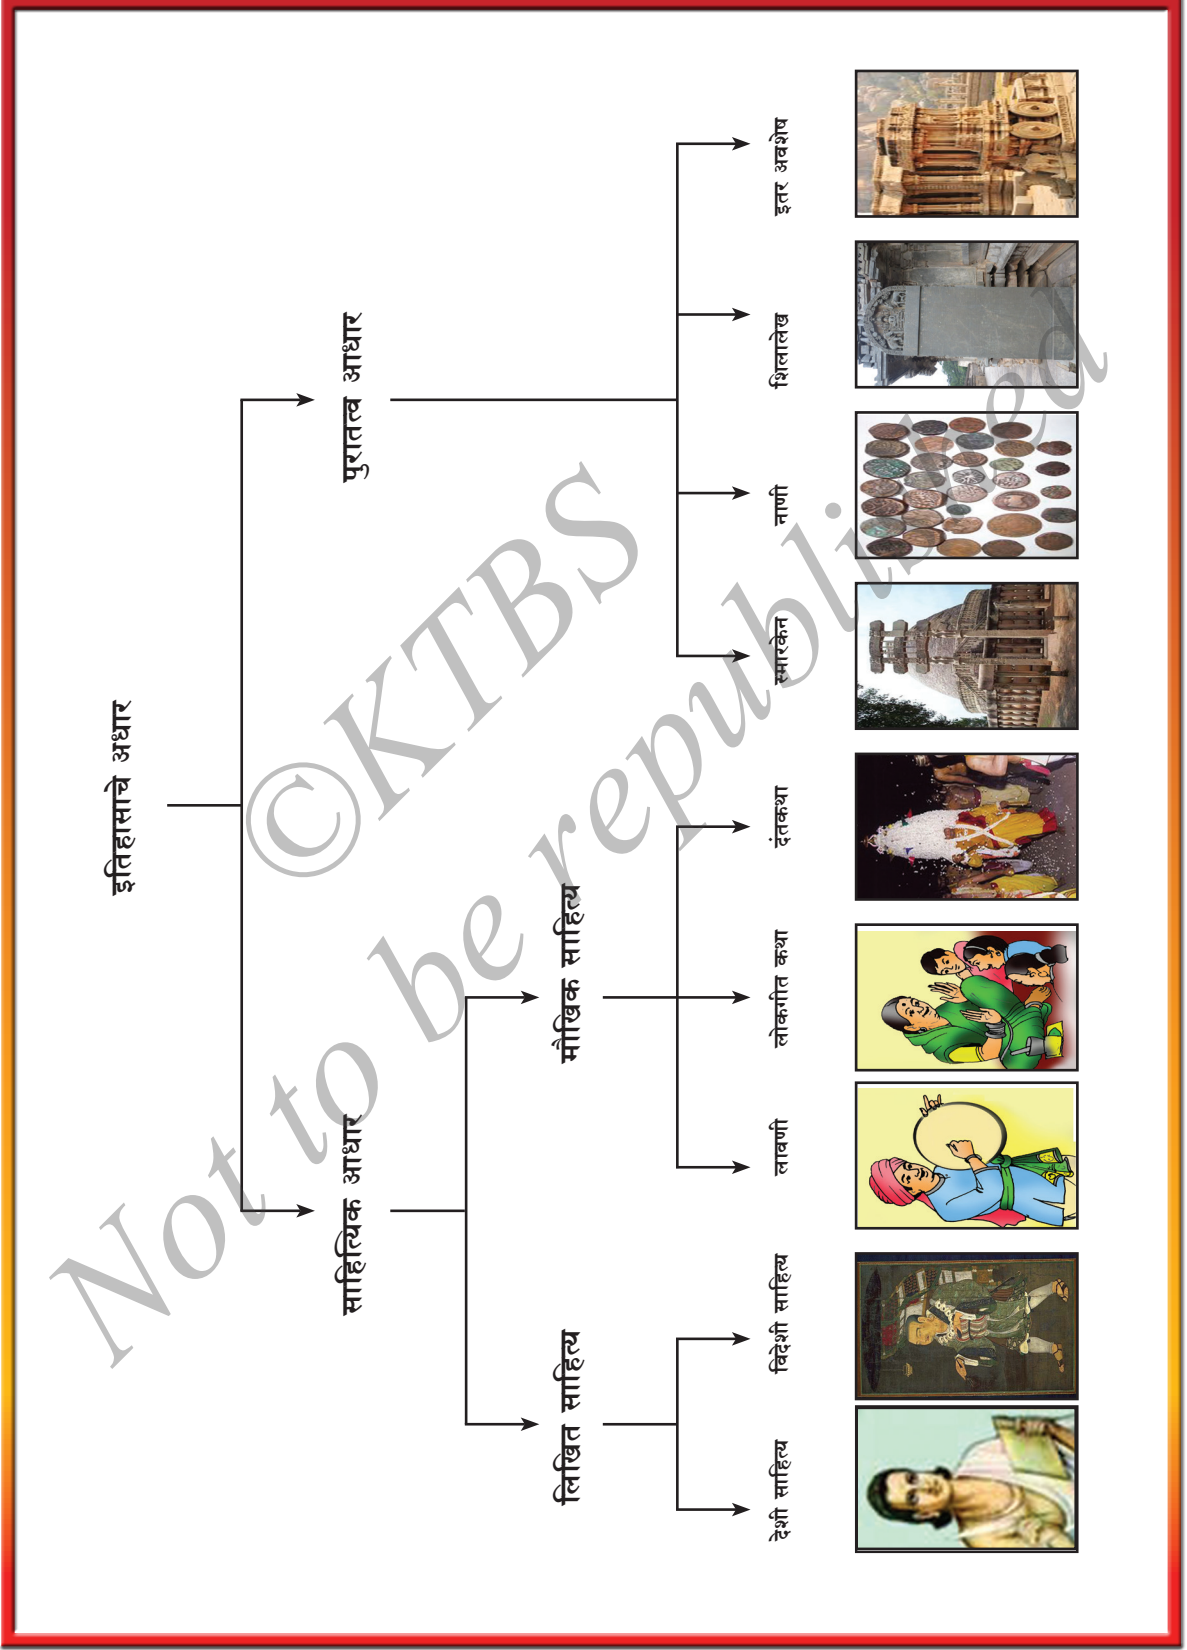 इतिहासाचे अधार
साहित्यिक आधार
पुरातत्व आधार
लिखित साहित्य
मौखिक साहित्य
देशी साहित्य
विदेशी साहित्य
लावणी
लोकगीत कथा
दंतकथा
स्मारकेन
नाणी
शिलालेख
इतर अवशेष
©KTBS
Not to be republished